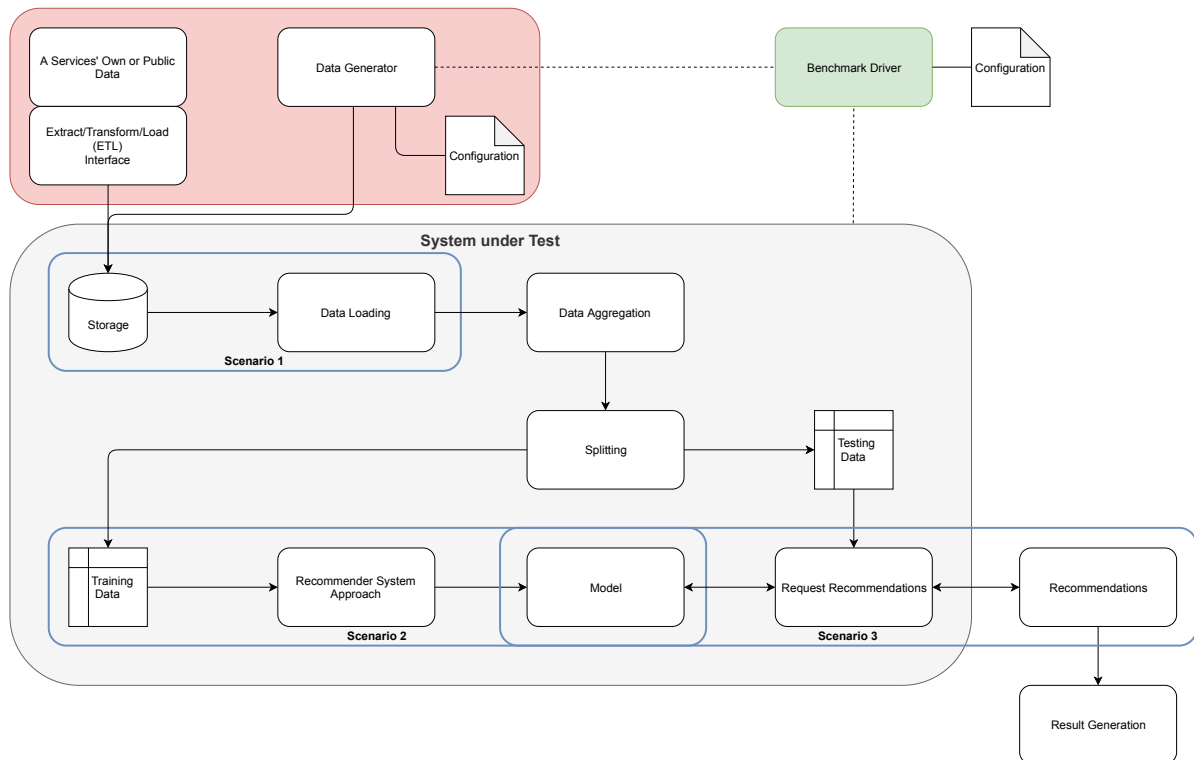 A Services' Own or Public
Data
Extract/Transform/Load
(ETL)
Interface
Data Generator
Configuration
Benchmark Driver
Configuration
System under Test
Storage
Data Loading
Scenario 1
Data Aggregation
Splitting
Testing
Data
Training
Data
Recommender System
Approach
Scenario 2
Model
Request Recommendations
Scenario 3
Recommendations
Result Generation